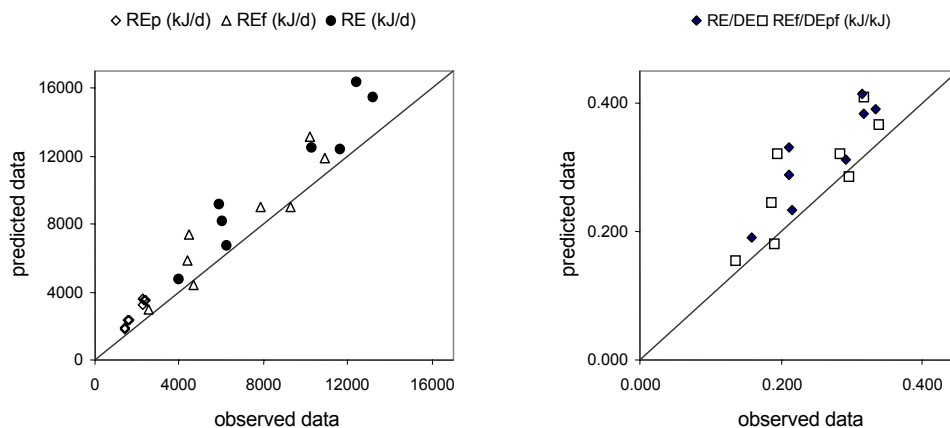 REp (kJ/d) REf (kJ/d) RE (kJ/d)
RE/DE REf/DEpf (kJ/kJ)
predicted data
16000
12000
8000
4000
0
0 4000 8000 12000 16000
observed data
predicted data
0.400
0.200
0.000
0.000 0.200 0.400
observed data